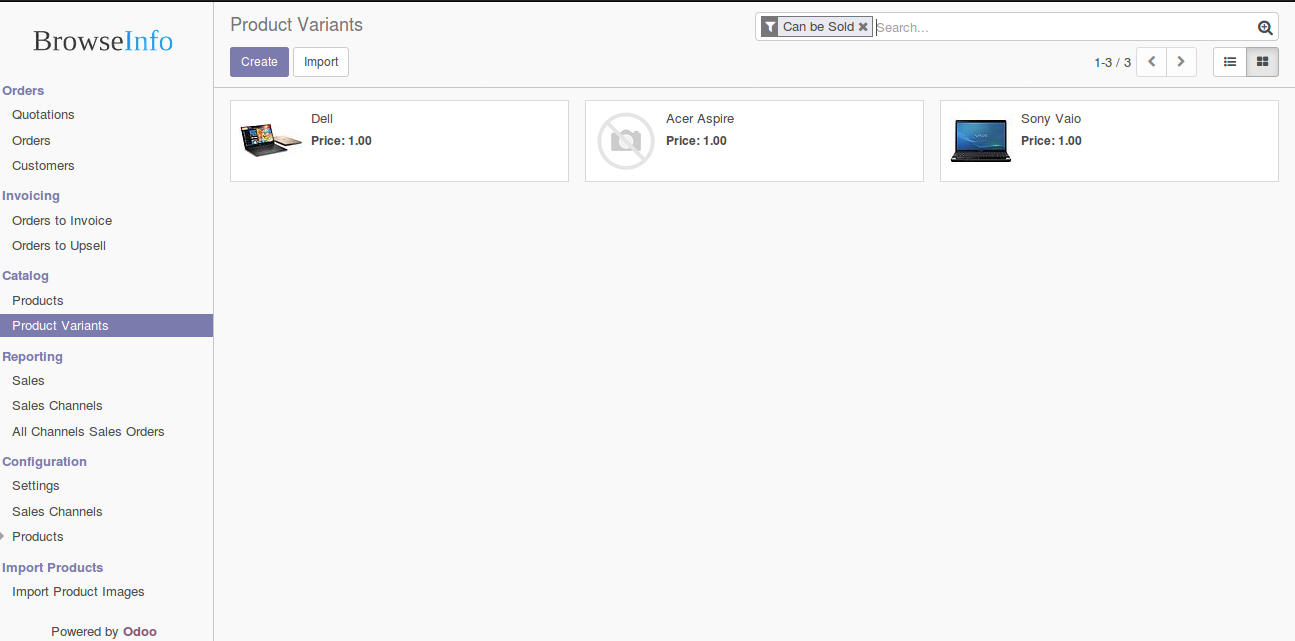 BrowseInfo
Orders
Quotations
Orders
Customers
Invoicing
Orders to Invoice
Orders to Upsell
Catalog
Products
Product Variants
Reporting
Sales
Sales Channels
All Channels Sales Orders
Configuration
Settings
Sales Channels
Products
Import Products
Import Product Images
Powered by Odoo
Product Variants
Can be Sold
Search...
Create
Import
1-3 / 3
Dell
Price: 1.00
Acer Aspire
Price: 1.00
Sony Vaio
Price: 1.00